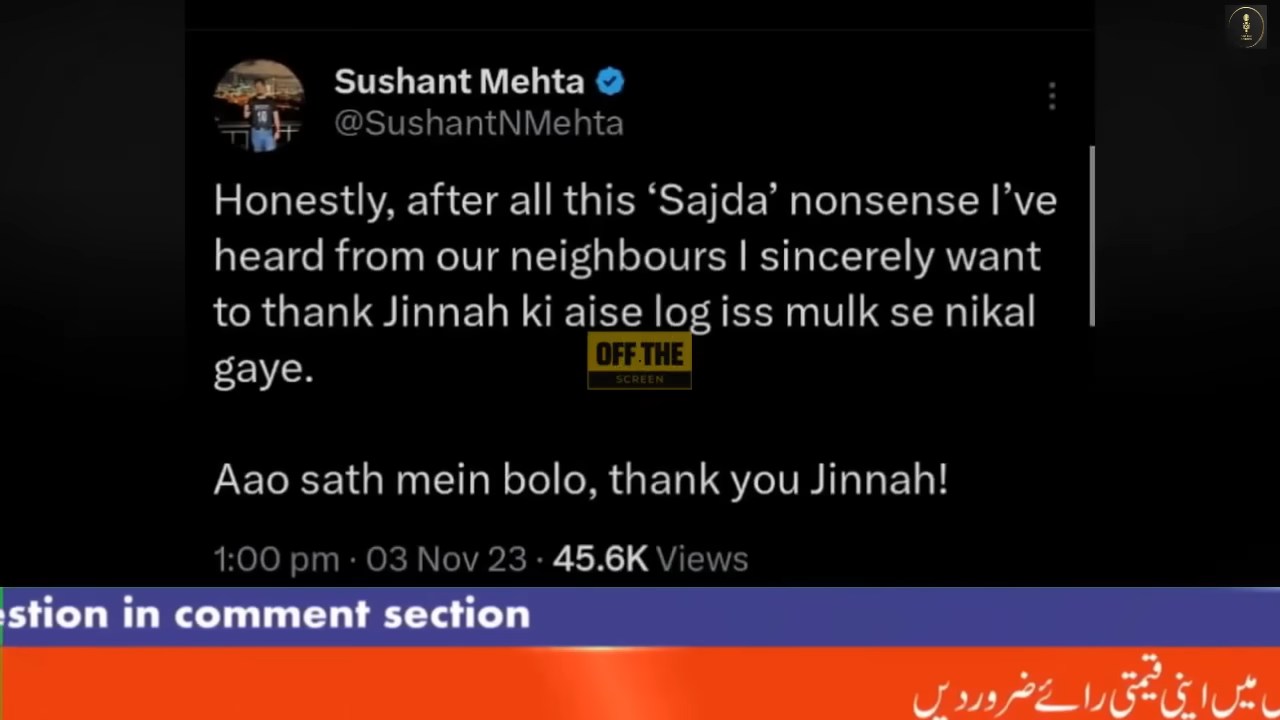 Sushant Mehta
@SushantNMehta
Honestly, after all this ‘Sajda’ nonsense I’ve
heard from our neighbours I sincerely want
to thank Jinnah ki aise log iss mulk se nikal
gaye.
OFF THE
SCREEN
Aao sath mein bolo, thank you Jinnah!
1:00 pm · 03 Nov 23 · 45.6K Views
estion in comment section
میں اپنی قیمتی رائے ضرور دیں